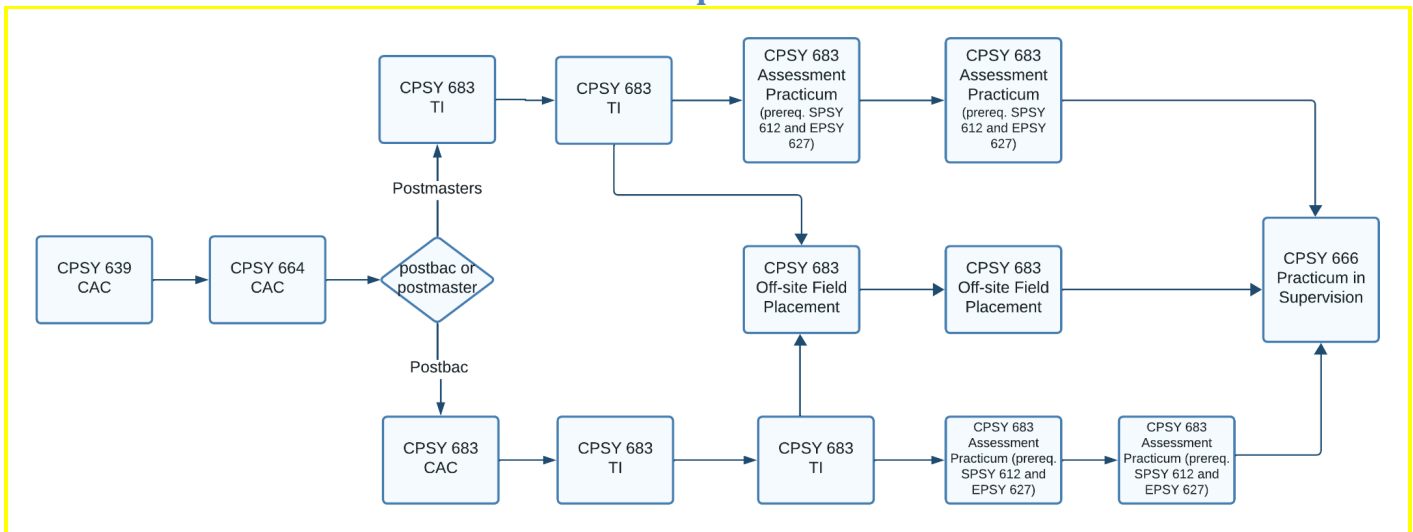 CPSY 683
TI
CPSY 683
TI
CPSY 683
Assessment
Practicum
(prereq. SPSY
612 and EPSY
627)
CPSY 683
Assessment
Practicum
(prereq. SPSY
612 and EPSY
627)
Postmasters
CPSY 639
CAC
CPSY 664
CAC
postbac or
postmaster
CPSY 683
Off-site Field
Placement
CPSY 683
Off-site Field
Placement
CPSY 666
Practicum in
Supervision
Postbac
CPSY 683
CAC
CPSY 683
TI
CPSY 683
TI
CPSY 683
Assessment
Practicum (prereq.
SPSY 612 and
EPSY 627)
CPSY 683
Assessment
Practicum (prereq.
SPSY 612 and
EPSY 627)